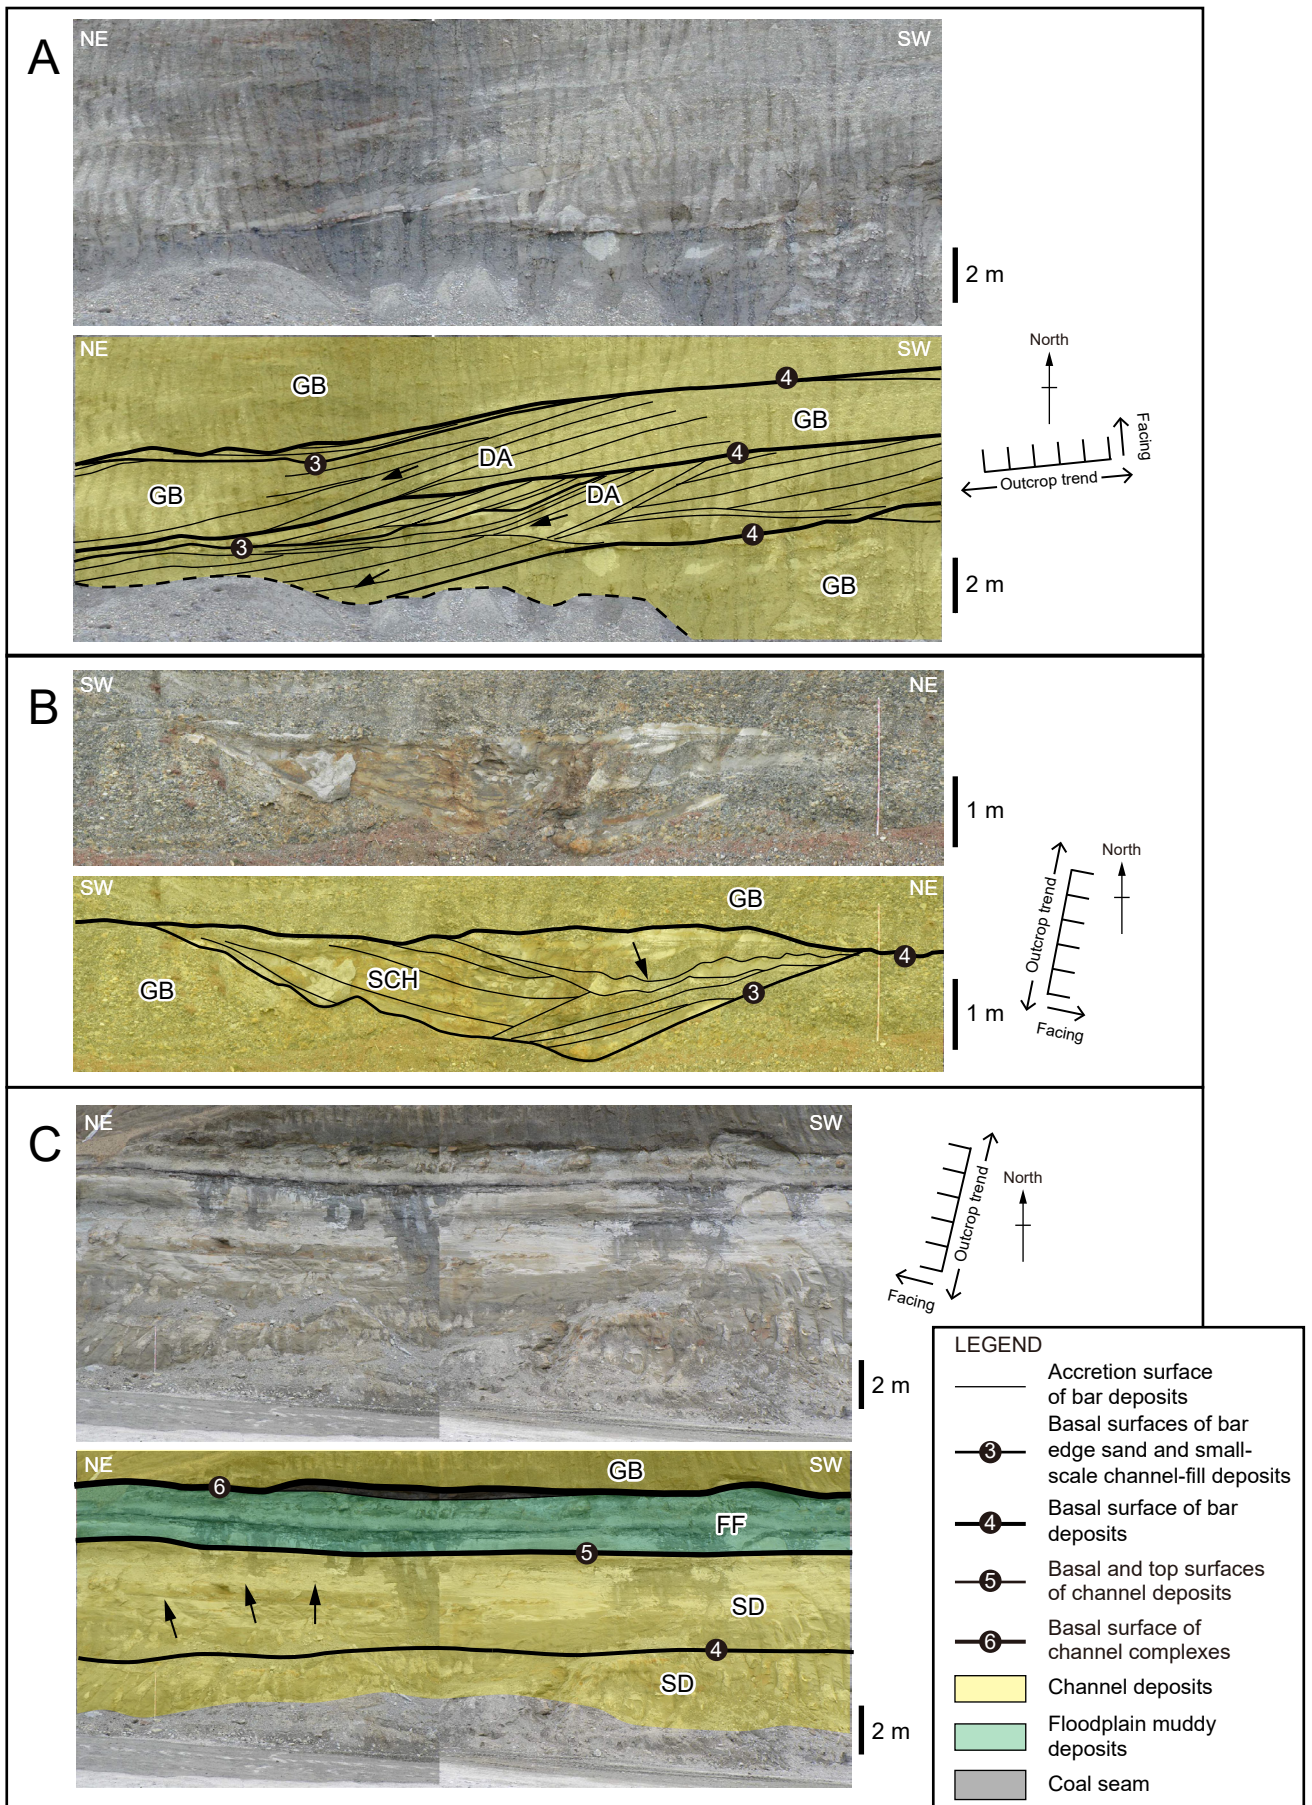 A
NE
SW
2 m
NE
SW
GB
4
GB
4
3
DA
GB
DA
4
3
GB
2 m
North
Facing
Outcrop trend
B
SW
NE
1 m
SW
NE
GB
4
SCH
GB
3
1 m
North
Outcrop trend
Facing
C
NE
SW
2 m
North
Outcrop trend
Facing
NE
SW
GB
6
FF
5
SD
4
SD
2 m
LEGEND
Accretion surface
of bar deposits
3 Basal surfaces of bar
edge sand and small-
scale channel-fill deposits
4 Basal surface of bar
deposits
5 Basal and top surfaces
of channel deposits
6 Basal surface of
channel complexes
Channel deposits
Floodplain muddy
deposits
Coal seam